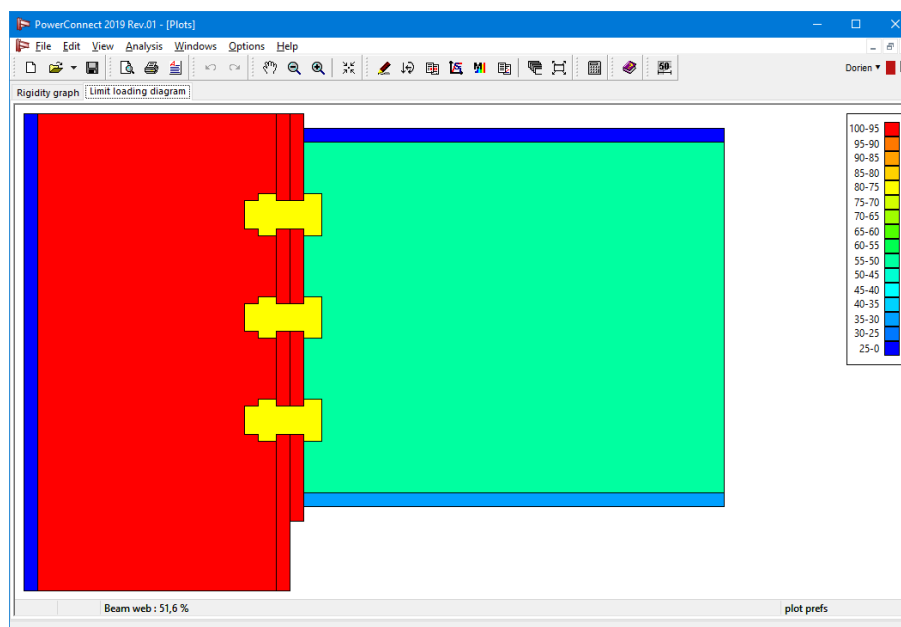 PowerConnect 2019 Rev.01 - [Plots]
File Edit View Analysis Windows Options Help
50-
Dorien
Rigidity graph Limit loading diagram
100-95
95-90
90-85
85-80
80-75
75-70
70-65
65-60
60-55
55-50
50-45
45-40
40-35
35-30
30-25
25-0
Beam web : 51,6 %
plot prefs